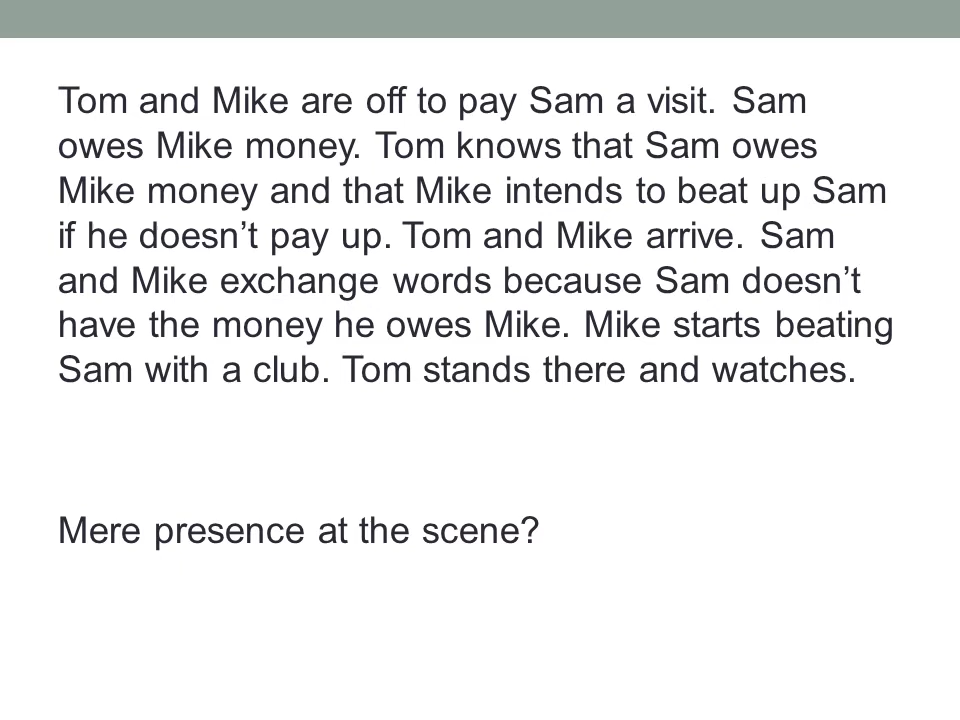 Tom and Mike are off to pay Sam a visit. Sam
owes Mike money. Tom knows that Sam owes
Mike money and that Mike intends to beat up Sam
if he doesn’t pay up. Tom and Mike arrive. Sam
and Mike exchange words because Sam doesn’t
have the money he owes Mike. Mike starts beating
Sam with a club. Tom stands there and watches.
Mere presence at the scene?